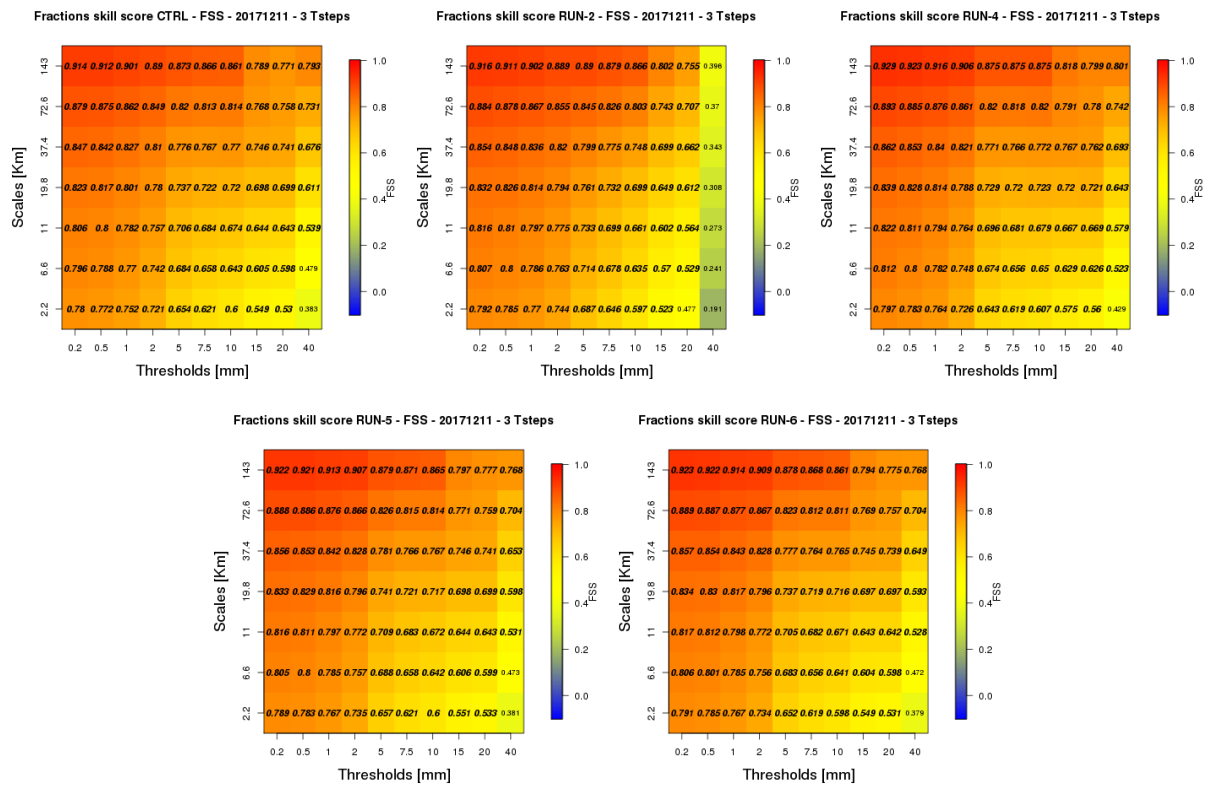 Fractions skill score CTRL - FSS - 20171211 - 3 Tsteps
Scales [Km]
143 0.914 0.912 0.901 0.89 0.873 0.866 0.861 0.789 0.771 0.793
72.6 0.879 0.875 0.862 0.849 0.82 0.813 0.814 0.768 0.758 0.731
37.4 0.847 0.842 0.827 0.81 0.776 0.767 0.77 0.746 0.741 0.676
19.8 0.823 0.817 0.801 0.78 0.737 0.722 0.72 0.698 0.699 0.611
11 0.806 0.8 0.782 0.757 0.706 0.684 0.674 0.644 0.643 0.539
6.6 0.796 0.788 0.77 0.742 0.684 0.658 0.643 0.605 0.598 0.479
2.2 0.78 0.772 0.752 0.721 0.654 0.621 0.6 0.549 0.53 0.383
0.2 0.5 1 2 5 7.5 10 15 20 40
Thresholds [mm]
1.0
0.8
0.6
0.4
0.2
0.0
FSS
Fractions skill score RUN-2 - FSS - 20171211 - 3 Tsteps
Scales [Km]
143 0.916 0.911 0.902 0.889 0.89 0.879 0.866 0.802 0.755 0.396
72.6 0.884 0.878 0.867 0.855 0.845 0.826 0.803 0.743 0.707 0.37
37.4 0.854 0.848 0.836 0.82 0.799 0.775 0.748 0.699 0.662 0.343
19.8 0.832 0.826 0.814 0.794 0.761 0.732 0.699 0.649 0.612 0.308
11 0.816 0.81 0.797 0.775 0.733 0.699 0.661 0.602 0.564 0.273
6.6 0.807 0.8 0.786 0.763 0.714 0.678 0.635 0.57 0.529 0.241
2.2 0.792 0.785 0.77 0.744 0.687 0.646 0.597 0.523 0.477 0.191
0.2 0.5 1 2 5 7.5 10 15 20 40
Thresholds [mm]
1.0
0.8
0.6
0.4
0.2
0.0
FSS
Fractions skill score RUN-4 - FSS - 20171211 - 3 Tsteps
Scales [Km]
143 0.929 0.923 0.916 0.906 0.875 0.875 0.875 0.818 0.799 0.801
72.6 0.893 0.885 0.876 0.861 0.82 0.818 0.82 0.791 0.78 0.742
37.4 0.862 0.853 0.84 0.821 0.771 0.766 0.772 0.767 0.762 0.693
19.8 0.839 0.828 0.814 0.788 0.729 0.72 0.723 0.72 0.721 0.643
11 0.822 0.811 0.794 0.764 0.696 0.681 0.679 0.667 0.669 0.579
6.6 0.812 0.8 0.782 0.748 0.674 0.656 0.65 0.629 0.626 0.523
2.2 0.797 0.783 0.764 0.726 0.643 0.619 0.607 0.575 0.56 0.429
0.2 0.5 1 2 5 7.5 10 15 20 40
Thresholds [mm]
1.0
0.8
0.6
0.4
0.2
0.0
FSS
Fractions skill score RUN-5 - FSS - 20171211 - 3 Tsteps
Scales [Km]
143 0.922 0.921 0.913 0.907 0.879 0.871 0.865 0.797 0.777 0.768
72.6 0.888 0.886 0.876 0.866 0.826 0.815 0.814 0.771 0.759 0.704
37.4 0.856 0.853 0.842 0.828 0.781 0.766 0.767 0.746 0.741 0.653
19.8 0.833 0.829 0.816 0.796 0.741 0.721 0.717 0.698 0.699 0.598
11 0.816 0.811 0.797 0.772 0.709 0.683 0.672 0.644 0.643 0.531
6.6 0.805 0.8 0.785 0.757 0.688 0.658 0.642 0.606 0.599 0.473
2.2 0.789 0.783 0.767 0.735 0.657 0.621 0.6 0.551 0.533 0.381
0.2 0.5 1 2 5 7.5 10 15 20 40
Thresholds [mm]
1.0
0.8
0.6
0.4
0.2
0.0
FSS
Fractions skill score RUN-6 - FSS - 20171211 - 3 Tsteps
Scales [Km]
143 0.923 0.922 0.914 0.909 0.878 0.868 0.861 0.794 0.775 0.768
72.6 0.889 0.887 0.877 0.867 0.823 0.812 0.811 0.769 0.757 0.704
37.4 0.857 0.854 0.843 0.828 0.777 0.764 0.765 0.745 0.739 0.649
19.8 0.834 0.83 0.817 0.796 0.737 0.719 0.716 0.697 0.697 0.593
11 0.817 0.812 0.798 0.772 0.705 0.682 0.671 0.643 0.642 0.528
6.6 0.806 0.801 0.785 0.756 0.683 0.656 0.641 0.604 0.598 0.472
2.2 0.791 0.785 0.767 0.734 0.652 0.619 0.598 0.549 0.531 0.379
0.2 0.5 1 2 5 7.5 10 15 20 40
Thresholds [mm]
1.0
0.8
0.6
0.4
0.2
0.0
FSS